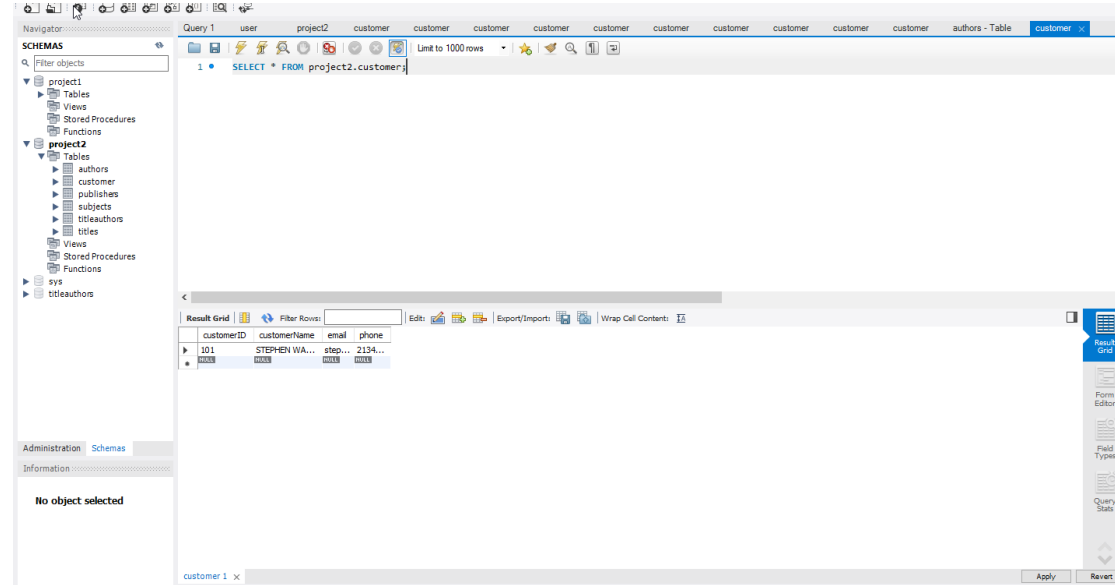 Navigator
Query 1 user project2 customer customer customer customer customer customer customer customer customer customer authors - Table customer
SCHEMAS
Limit to 1000 rows
Filter objects
1 SELECT * FROM project2.customer;
project1
Tables
Views
Stored Procedures
Functions
project2
Tables
authors
customer
publishers
subjects
titleauthors
titles
Views
Stored Procedures
Functions
sys
titleauthors
Result Grid Filter Rows: Edit: Export/Import: Wrap Cell Content:
customerID customerName email phone
101 STEPHEN WA... step... 2134...
NULL NULL NULL NULL
Result
Grid
Form
Editor
Field
Types
Query
Stats
Administration Schemas
Information
No object selected
customer 1
Apply Revert